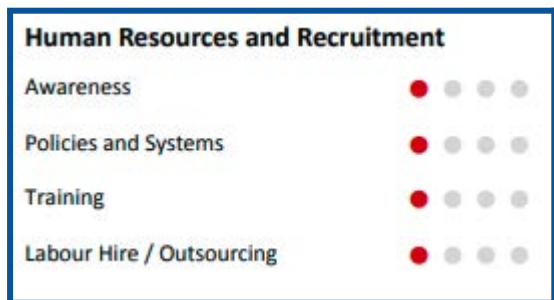 Human Resources and Recruitment
Awareness
Policies and Systems
Training
Labour Hire / Outsourcing